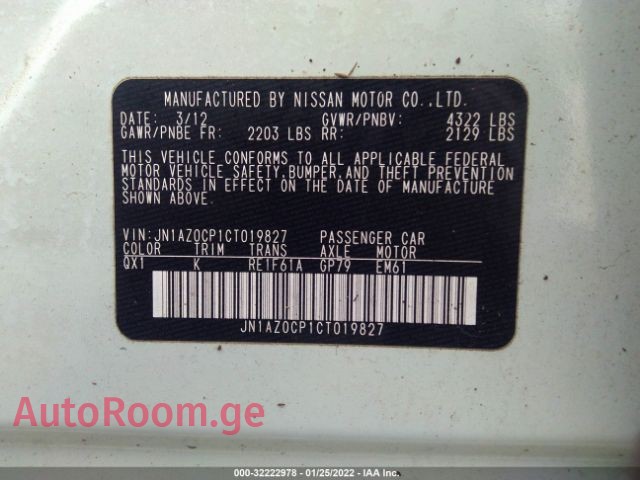 MANUFACTURED BY NISSAN MOTOR CO.,LTD.
DATE: 3/12 GVWR/PNBV: 4322 LBS
GAWR/PNBE FR: 2203 LBS RR: 2129 LBS
THIS VEHICLE CONFORMS TO ALL APPLICABLE FEDERAL
MOTOR VEHICLE SAFETY,BUMPER,AND THEFT PREVENTION
STANDARDS IN EFFECT ON THE DATE OF MANUFACTURE
SHOWN ABOVE.
VIN:JN1AZ0CP1CT019827 PASSENGER CAR
COLOR TRIM TRANS AXLE MOTOR
QX1 K RE1F61A GP79 EM61
JN1AZ0CP1CT019827
AutoRoom.ge
000-32222978 - 01/25/2022 - IAA Inc.